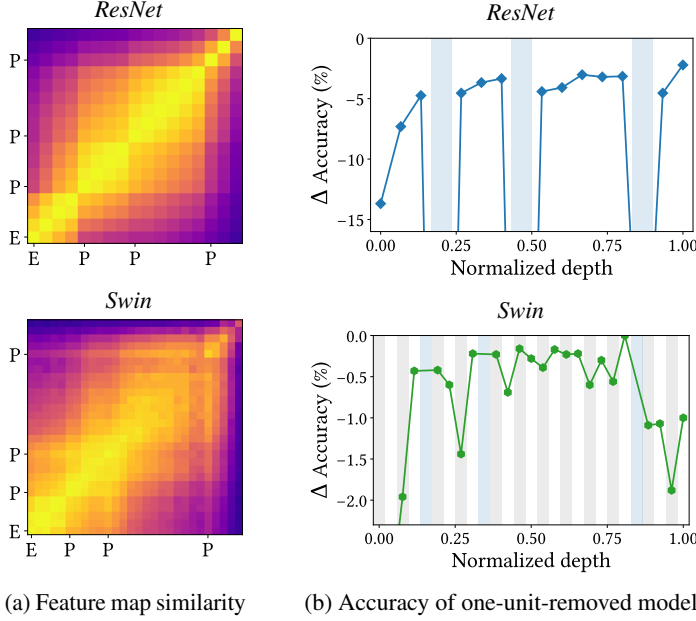 ResNet
P
P
P
E
E P P P
ResNet
Δ Accuracy (%)
0
−5
−10
−15
0.00 0.25 0.50 0.75 1.00
Normalized depth
Swin
P
P
P
E
E P P P
Swin
Δ Accuracy (%)
0.0
−0.5
−1.0
−1.5
−2.0
0.00 0.25 0.50 0.75 1.00
Normalized depth
(a) Feature map similarity
(b) Accuracy of one-unit-removed model